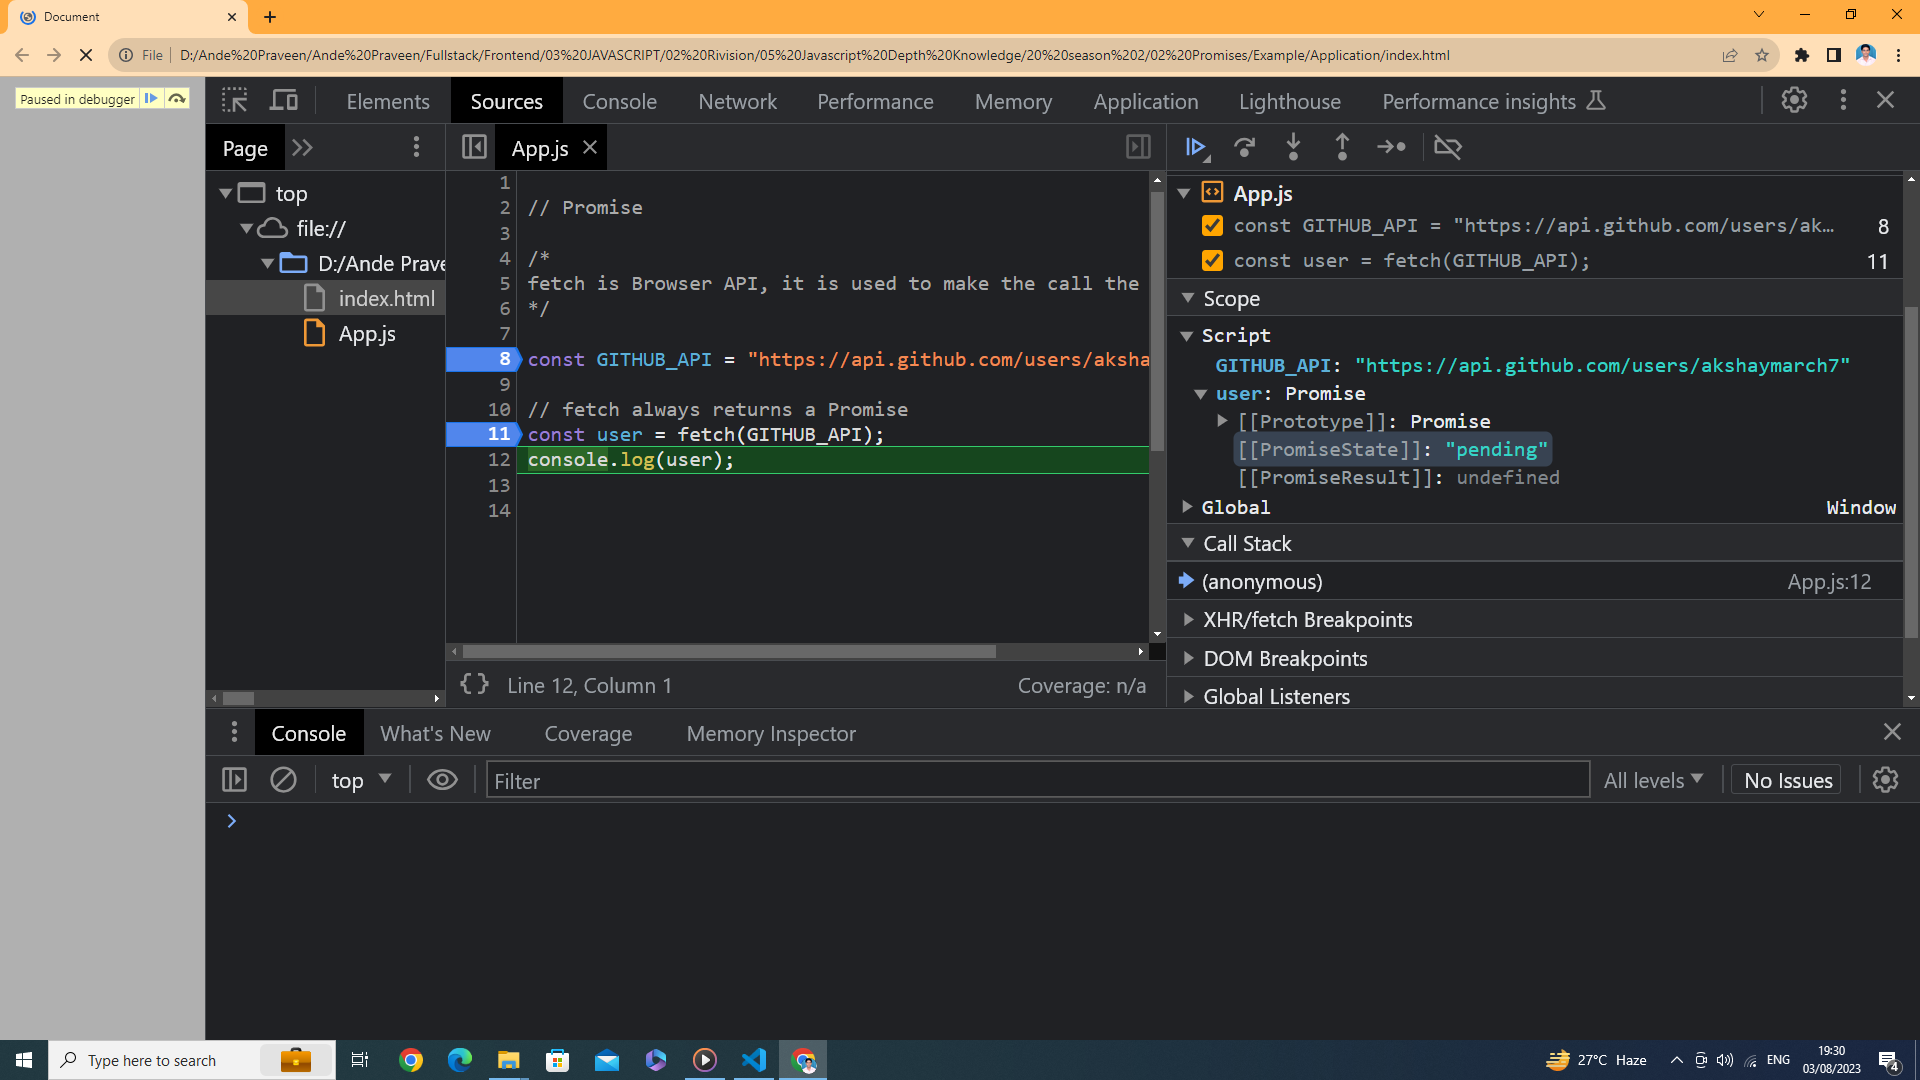 Document
File
D:/Ande%20Praveen/Ande%20Praveen/Fullstack/Frontend/03%20JAVASCRIPT/02%20Rivision/05%20Javascript%20Depth%20Knowledge/20%20season%202/02%20Promises/Example/Application/index.html
Paused in debugger
Elements
Sources
Console
Network
Performance
Memory
Application
Lighthouse
Performance insights
Page
top
file://
D:/Ande Prave
index.html
App.js
App.js
1
2 // Promise
3
4 /*
5 fetch is Browser API, it is used to make the call the
6 */
7
8 const GITHUB_API = "https://api.github.com/users/aksha
9
10 // fetch always returns a Promise
11 const user = fetch(GITHUB_API);
12 console.log(user);
13
14
{} Line 12, Column 1
Coverage: n/a
App.js
const GITHUB_API = "https://api.github.com/users/ak… 8
const user = fetch(GITHUB_API); 11
Scope
Script
GITHUB_API: "https://api.github.com/users/akshaymarch7"
user: Promise
[[Prototype]]: Promise
[[PromiseState]]: "pending"
[[PromiseResult]]: undefined
Global Window
Call Stack
(anonymous) App.js:12
XHR/fetch Breakpoints
DOM Breakpoints
Global Listeners
Console
What's New
Coverage
Memory Inspector
top
Filter
All levels
No Issues
Type here to search
27°C Haze
ENG
19:30
03/08/2023
4